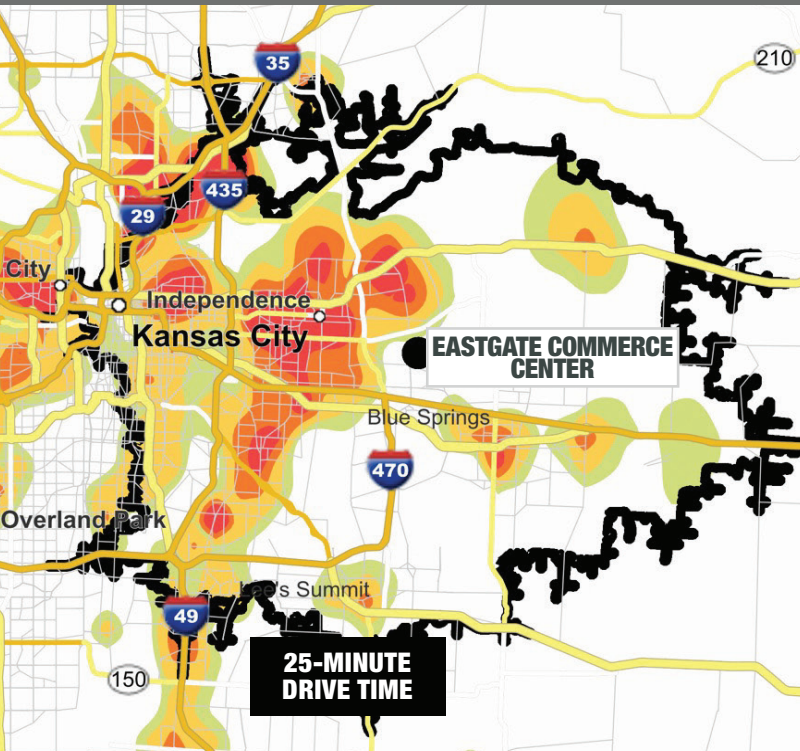 35
210
435
29
City
Independence
Kansas City
EASTGATE COMMERCE
CENTER
Blue Springs
470
Overland Park
Lee's Summit
49
25-MINUTE
DRIVE TIME
150